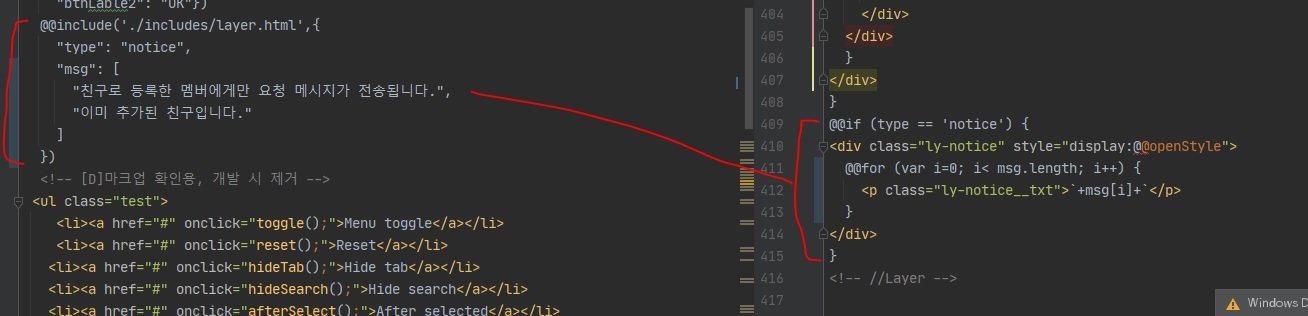 "btnLable2": "OK"})
@@include('./includes/layer.html',{
"type": "notice",
"msg": [
"친구로 등록한 멤버에게만 요청 메시지가 전송됩니다.",
"이미 추가된 친구입니다."
]
})
<!-- [D]마크업 확인용, 개발 시 제거 -->
<ul class="test">
<li><a href="#" onclick="toggle();">Menu toggle</a></li>
<li><a href="#" onclick="reset();">Reset</a></li>
<li><a href="#" onclick="hideTab();">Hide tab</a></li>
<li><a href="#" onclick="hideSearch();">Hide search</a></li>
<li><a href="#" onclick="afterSelect();">After selected</a></li>
404 </div>
405 </div>
406 }
407 </div>
408 }
409 @@if (type == 'notice') {
410 <div class="ly-notice" style="display:@@openStyle">
411 @@for (var i=0; i< msg.length; i++) {
412 <p class="ly-notice__txt">`+msg[i]+`</p>
413 }
414 </div>
415 }
416 <!-- //Layer -->
417
Windows D